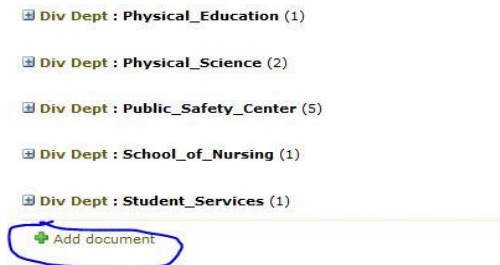 Div Dept : Physical_Education (1)
Div Dept : Physical_Science (2)
Div Dept : Public_Safety_Center (5)
Div Dept : School_of_Nursing (1)
Div Dept : Student_Services (1)
Add document